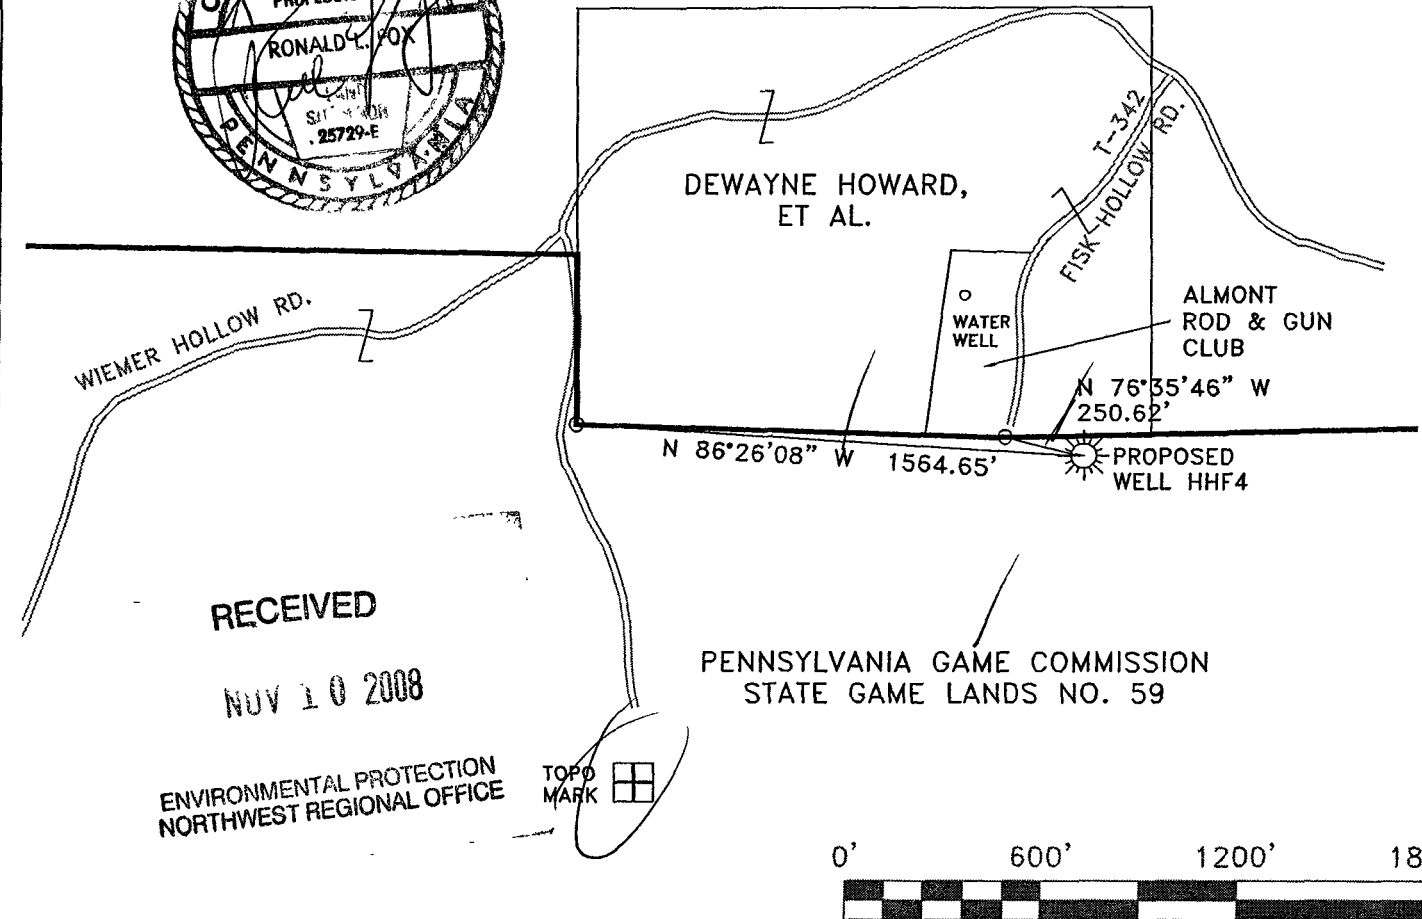 RONALD L. FOX
25729-E
PENNSYLVANIA
T-342
FISK HOLLOW RD.
DEWAYNE HOWARD,
ET AL.
WIEMER HOLLOW RD.
WATER
WELL
ALMONT
ROD & GUN
CLUB
N 76°35'46" W
250.62'
N 86°26'08" W 1564.65'
PROPOSED
WELL HHF4
RECEIVED
NOV 10 2008
ENVIRONMENTAL PROTECTION
NORTHWEST REGIONAL OFFICE
PENNSYLVANIA GAME COMMISSION
STATE GAME LANDS NO. 59
TOPO
MARK
0' 600' 1200' 18